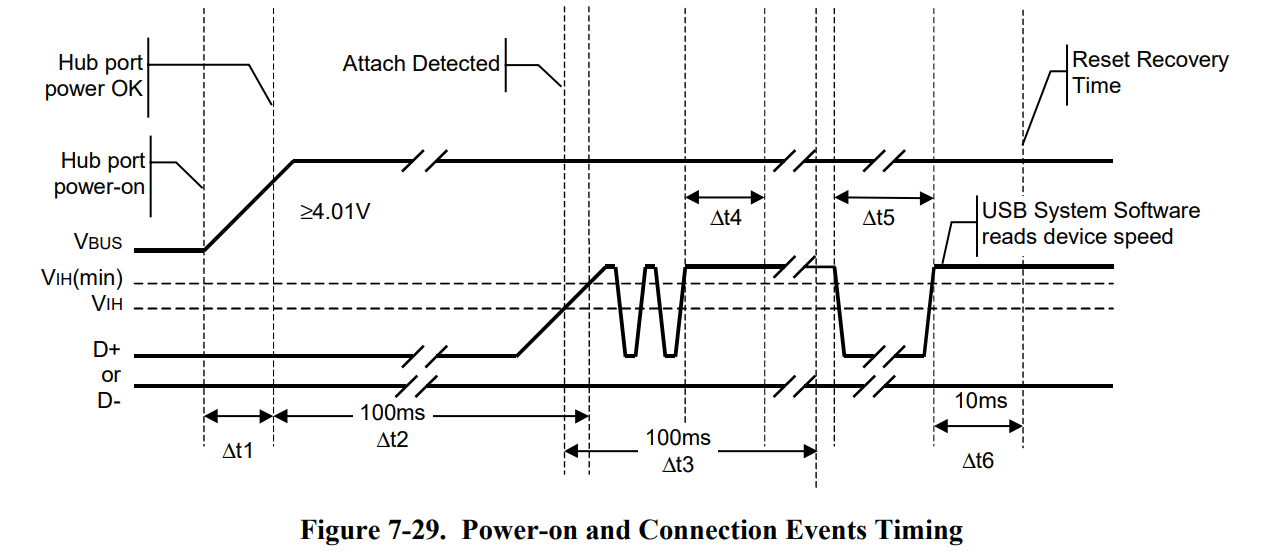 Hub port
power OK
Attach Detected
Reset Recovery
Time
Hub port
power-on
≥4.01V
Δt4
Δt5
USB System Software
reads device speed
VBUS
VIH(min)
VIH
D+
or
D-
100ms
Δt2
Δt1
100ms
Δt3
10ms
Δt6
Figure 7-29. Power-on and Connection Events Timing